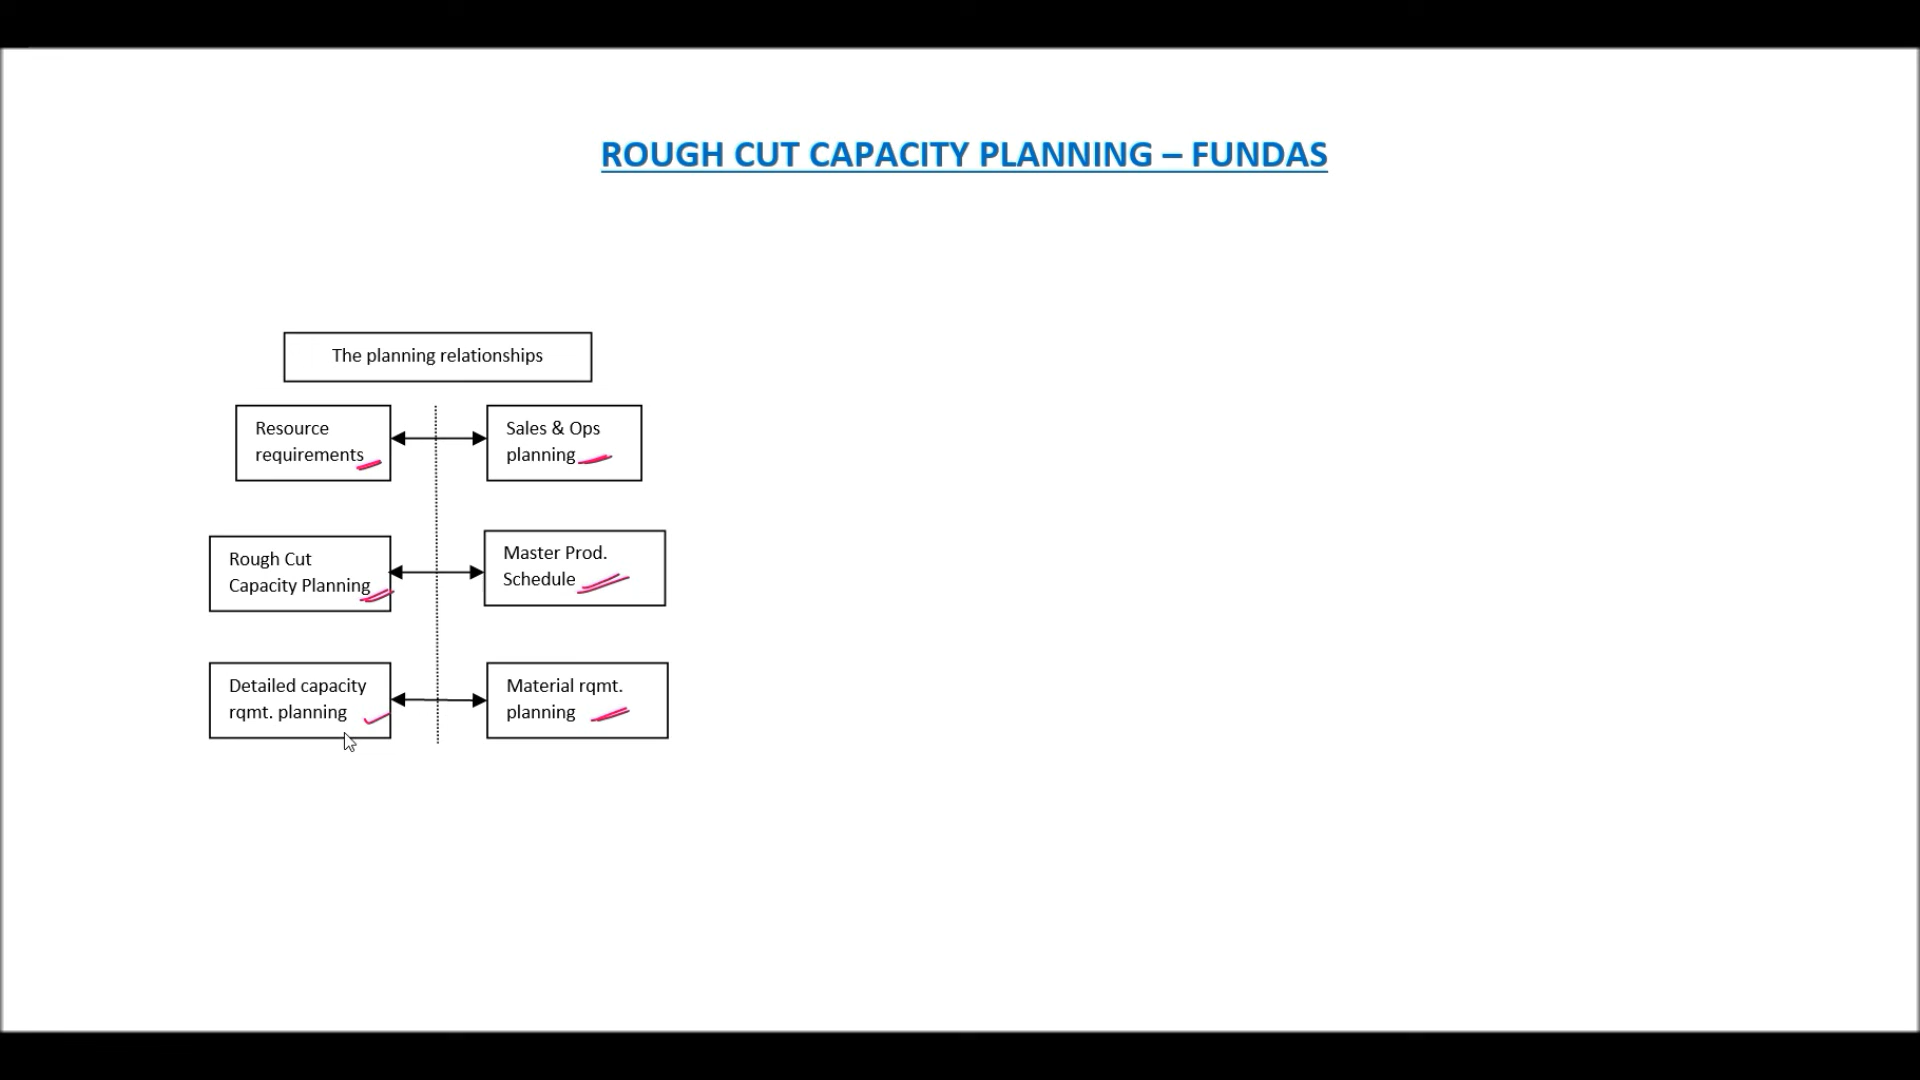 ROUGH CUT CAPACITY PLANNING – FUNDAS
The planning relationships
Resource
requirements
Sales & Ops
planning
Rough Cut
Capacity Planning
Master Prod.
Schedule
Detailed capacity
rqmt. planning
Material rqmt.
planning